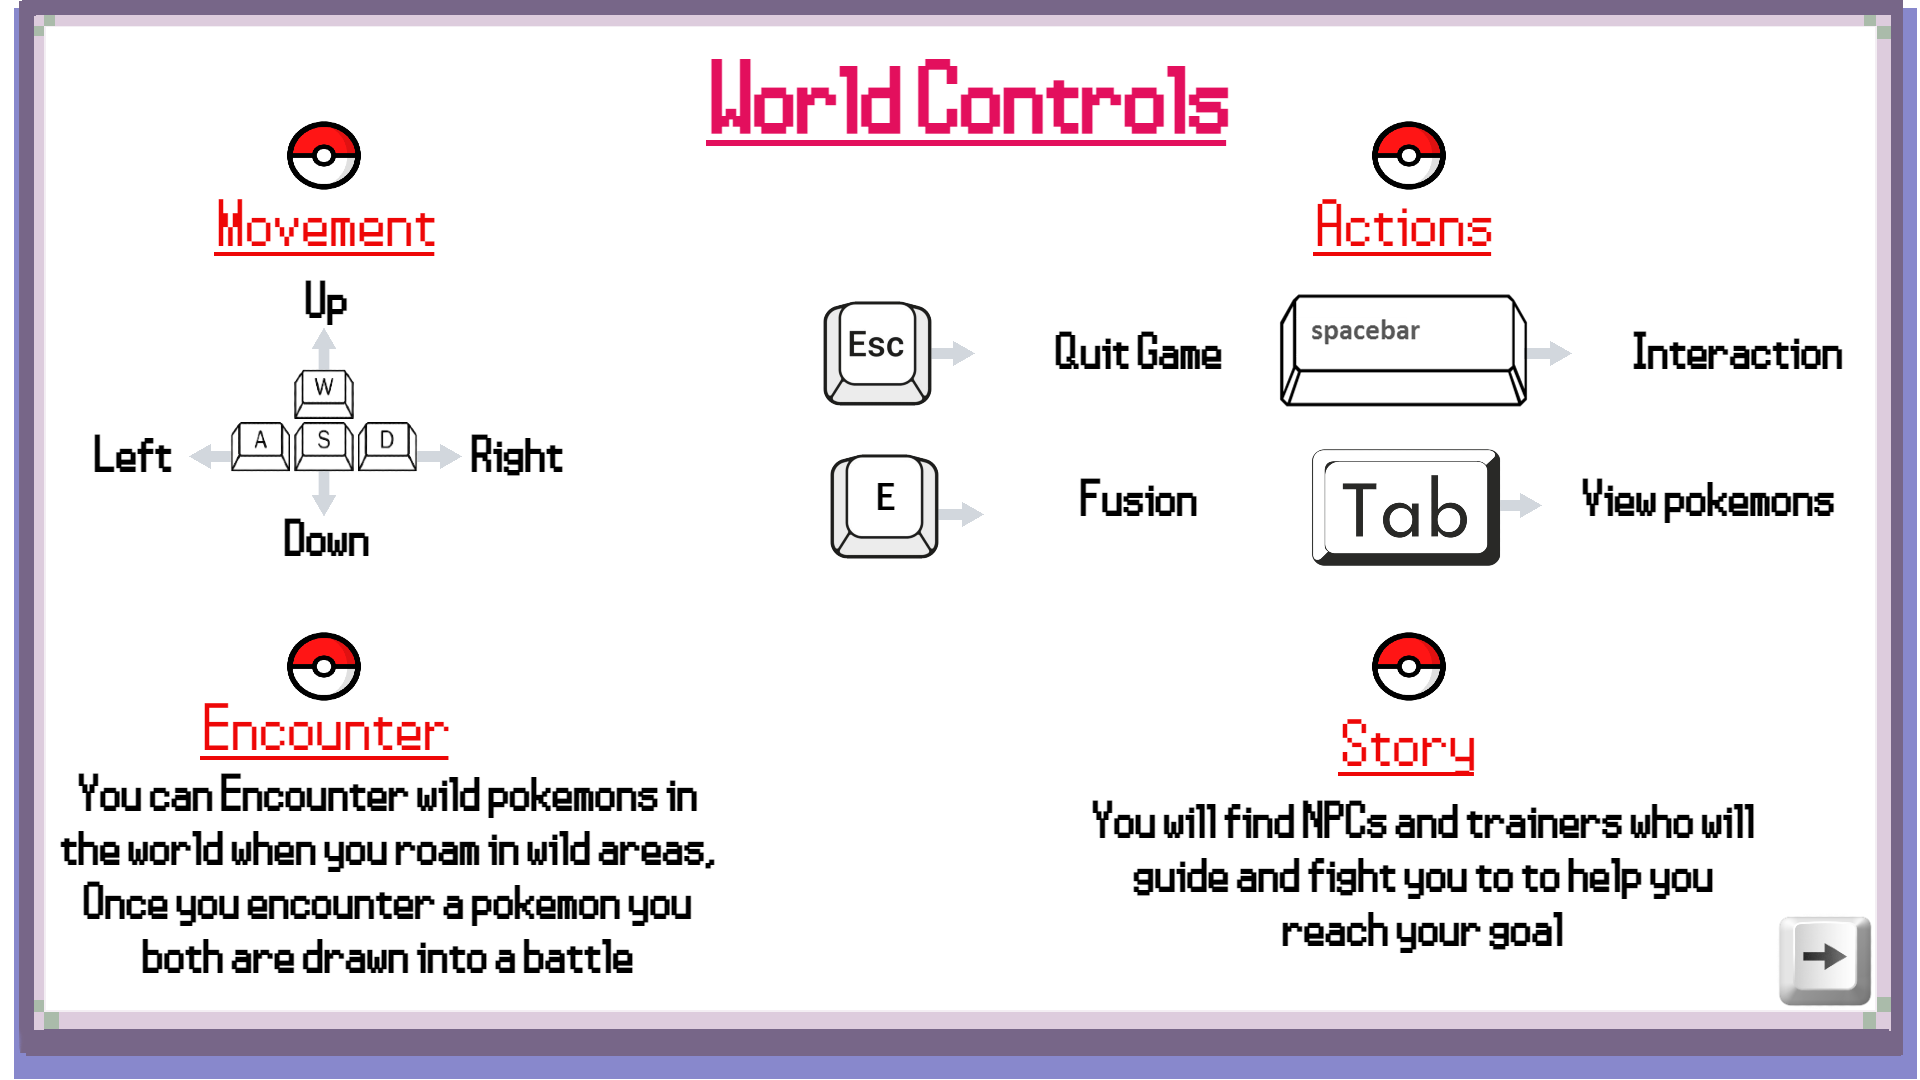 World Controls
Movement
Up
W
Left
A
S
D
Right
Down
Actions
Esc
Quit Game
spacebar
Interaction
E
Fusion
Tab
View pokemons
Encounter
You can Encounter wild pokemons in
the world when you roam in wild areas,
Once you encounter a pokemon you
both are drawn into a battle
Story
You will find NPCs and trainers who will
guide and fight you to to help you
reach your goal